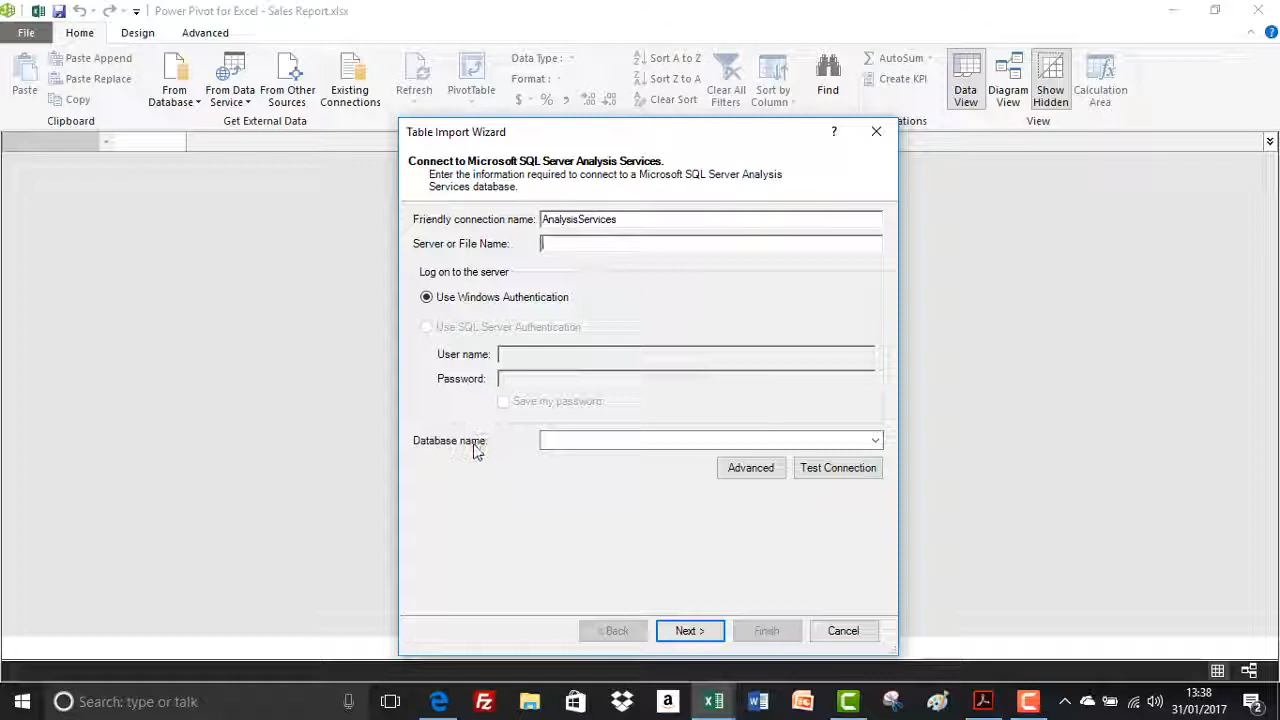 Power Pivot for Excel - Sales Report.xlsx
File Home Design Advanced
Paste
Paste Append
Paste Replace
Copy
Clipboard
From Database
From Data Service
From Other Sources
Existing Connections
Get External Data
Refresh
PivotTable
Data Type :
Format :
$ % ,
Sort A to Z
Sort Z to A
Clear Sort
Clear All Filters
Sort by Column
Find
AutoSum
Create KPI
ations
Data View
Diagram View
Show Hidden
Calculation Area
View
Table Import Wizard
Connect to Microsoft SQL Server Analysis Services.
Enter the information required to connect to a Microsoft SQL Server Analysis
Services database.
Friendly connection name: AnalysisServices
Server or File Name:
Log on to the server
Use Windows Authentication
Use SQL Server Authentication
User name:
Password:
Save my password
Database name:
Advanced Test Connection
< Back Next > Finish Cancel
Search: to, type or talk
13:38
31/01/2017
2